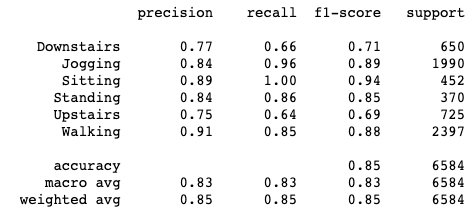 precision recall f1-score support
Downstairs 0.77 0.66 0.71 650
Jogging 0.84 0.96 0.89 1990
Sitting 0.89 1.00 0.94 452
Standing 0.84 0.86 0.85 370
Upstairs 0.75 0.64 0.69 725
Walking 0.91 0.85 0.88 2397
accuracy 0.85 6584
macro avg 0.83 0.83 0.83 6584
weighted avg 0.85 0.85 0.85 6584